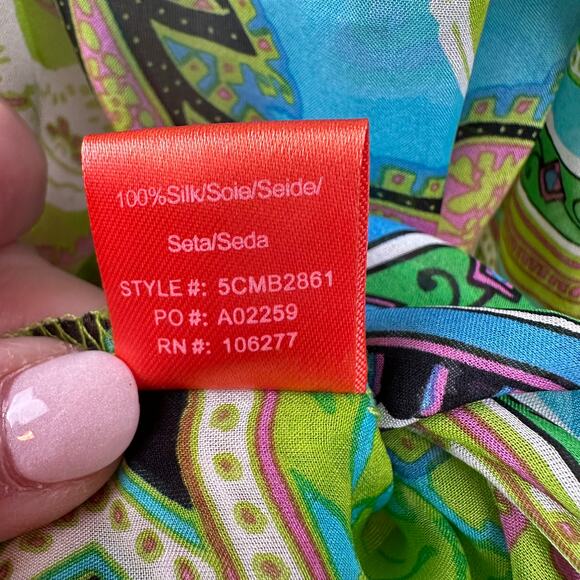 100%Silk/Soie/Seide/
Seta/Seda
STYLE #: 5CMB2861
PO #: A02259
RN #: 106277